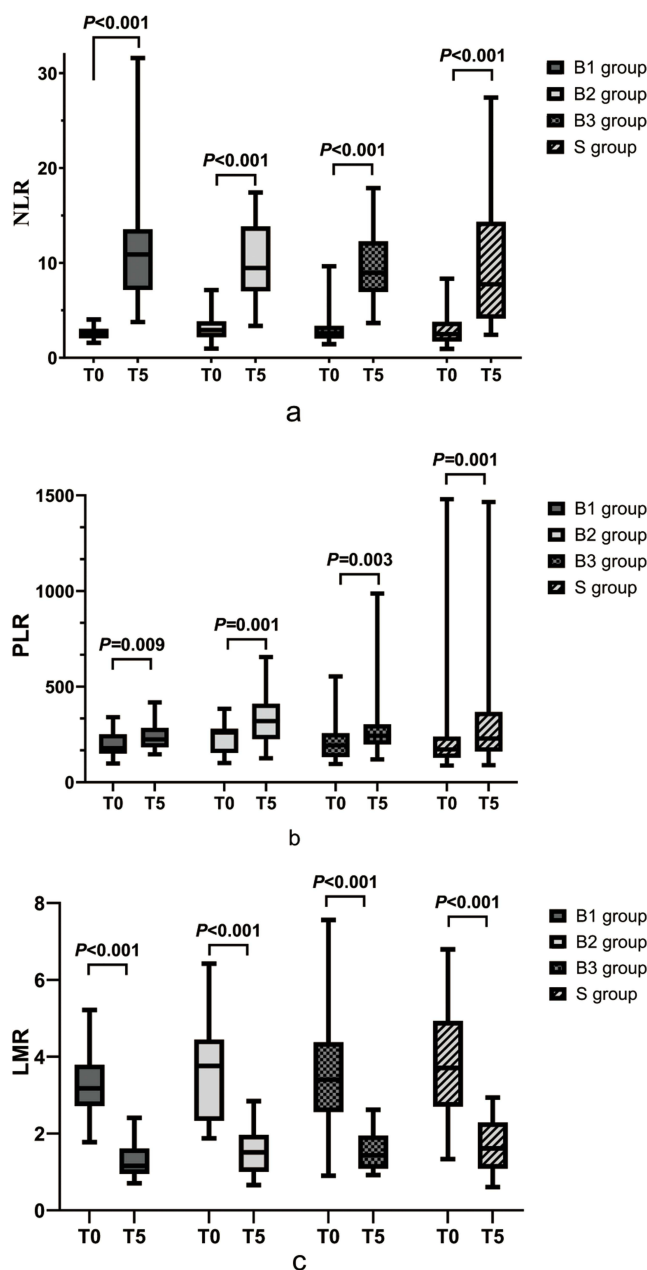 P<0.001
P<0.001
P<0.001
P<0.001
B1 group
B2 group
B3 group
S group
NLR
30
20
10
0
T0 T5 T0 T5 T0 T5 T0 T5
a
P=0.009
P=0.001
P=0.003
P=0.001
B1 group
B2 group
B3 group
S group
PLR
1500
1000
500
0
T0 T5 T0 T5 T0 T5 T0 T5
b
P<0.001
P<0.001
P<0.001
P<0.001
B1 group
B2 group
B3 group
S group
LMR
8
6
4
2
0
T0 T5 T0 T5 T0 T5 T0 T5
c